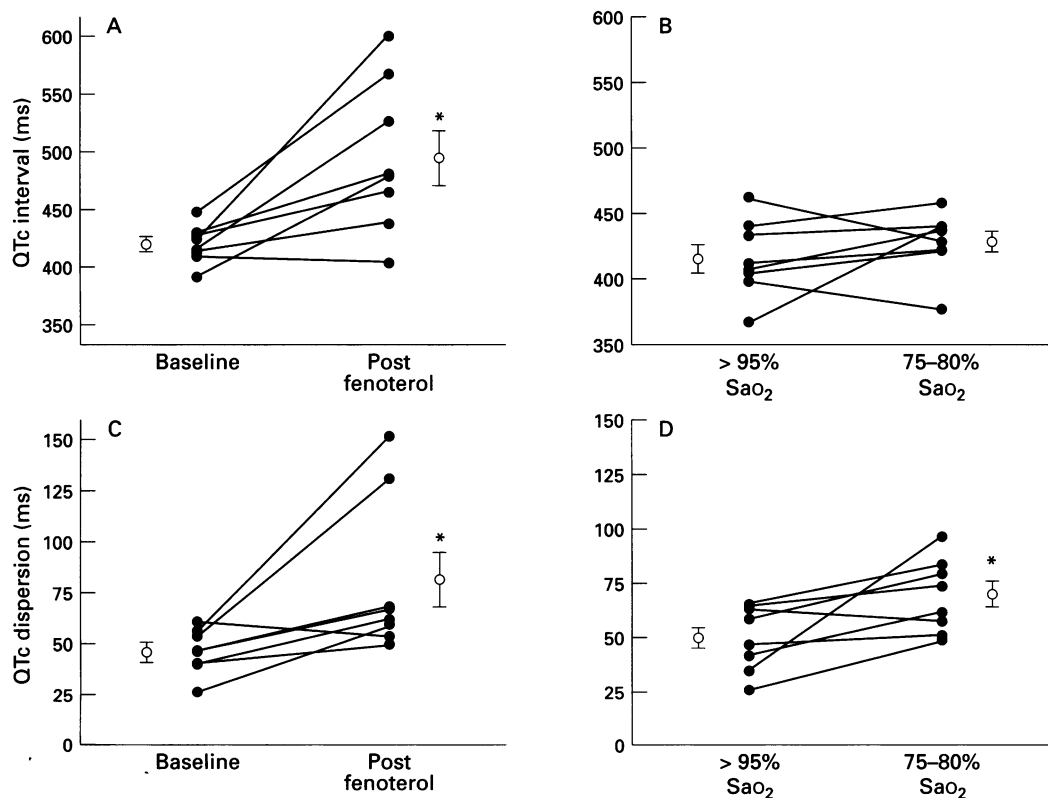 A
B
QTc interval (ms)
600
550
500
450
400
350
*
Baseline
Post
fenoterol
600
550
500
450
400
350
> 95%
Sao₂
75–80%
Sao₂
C
D
QTc dispersion (ms)
150
125
100
75
50
25
0
*
Baseline
Post
fenoterol
150
125
100
75
50
25
0
*
> 95%
Sao₂
75–80%
Sao₂